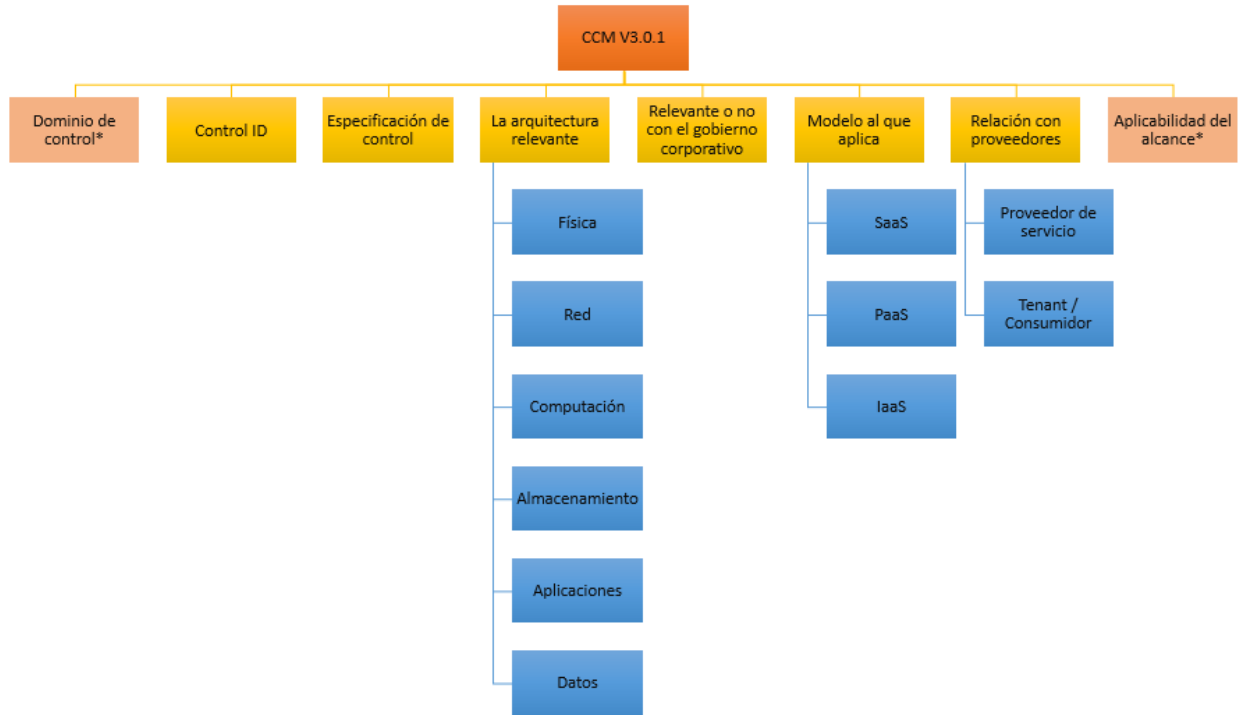 CCM V3.0.1
Dominio de
control*
Control ID
Especificación de
control
La arquitectura
relevante
Relevante o no
con el gobierno
corporativo
Modelo al que
aplica
Relación con
proveedores
Aplicabilidad del
alcance*
Física
Red
Computación
Almacenamiento
Aplicaciones
Datos
SaaS
PaaS
IaaS
Proveedor de
servicio
Tenant /
Consumidor